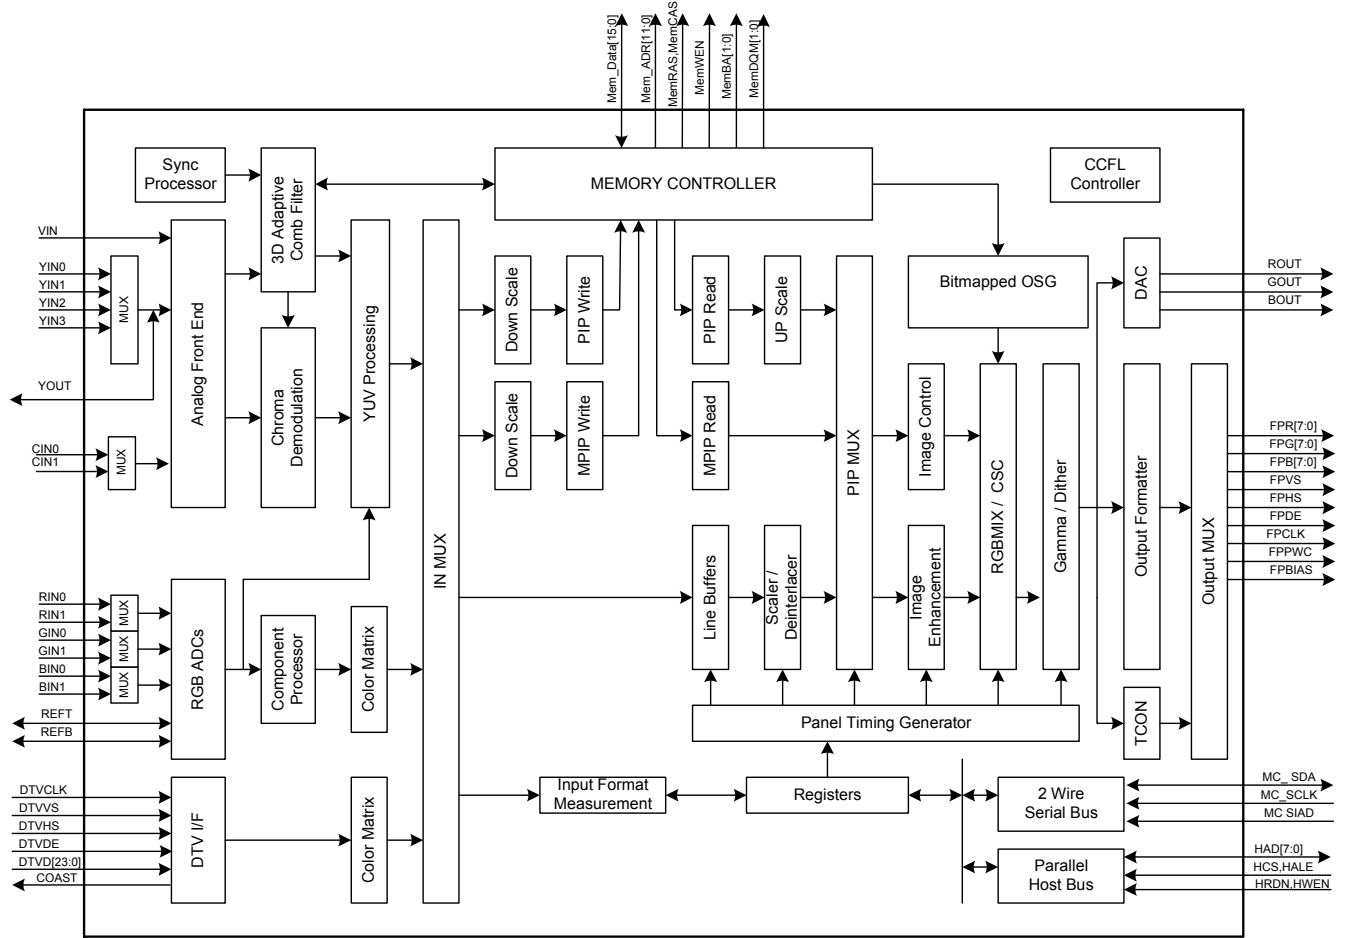 Mem_Data[15:0]
Mem_ADR[11:0]
MemRAS,MemCAS
MemWEN
MemBA[1:0]
MemDQM[1:0]
Sync
Processor
3D Adaptive
Comb Filter
MEMORY CONTROLLER
CCFL
Controller
VIN
YIN0
YIN1
YIN2
YIN3
MUX
YOUT
CIN0
CIN1
MUX
Analog Front End
Chroma
Demodulation
YUV Processing
IN MUX
Down Scale
PIP Write
PIP Read
UP Scale
Down Scale
MPIP Write
MPIP Read
PIP MUX
Bitmapped OSG
Image Control
RGBMIX / CSC
Gamma / Dither
DAC
ROUT
GOUT
BOUT
Output Formatter
Output MUX
FPR[7:0]
FPG[7:0]
FPB[7:0]
FPVS
FPHS
FPDE
FPCLK
FPPWC
FPBIAS
RIN0
RIN1
GIN0
GIN1
BIN0
BIN1
MUX
MUX
MUX
REFT
REFB
RGB ADCs
Component
Processor
Color Matrix
Line Buffers
Scaler /
Deinterlacer
Image
Enhancement
Panel Timing Generator
TCON
DTVCLK
DTVVS
DTVHS
DTVDE
DTVD[23:0]
COAST
DTV I/F
Color Matrix
Input Format
Measurement
Registers
2 Wire
Serial Bus
MC_SDA
MC_SCLK
MC SIAD
Parallel
Host Bus
HAD[7:0]
HCS,HALE
HRDN,HWEN